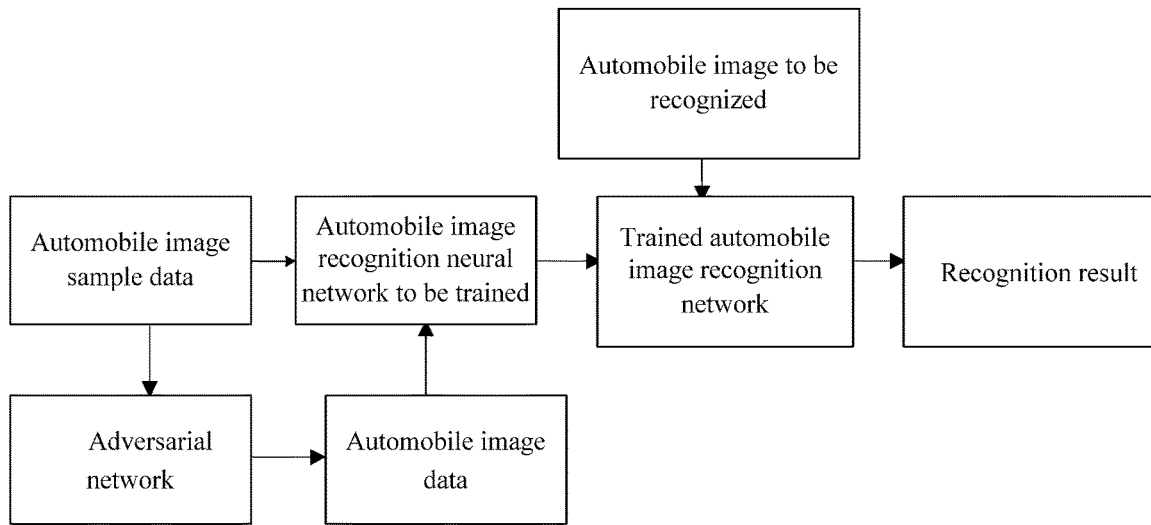 Automobile image to be
recognized
Automobile image
sample data
Automobile image
recognition neural
network to be trained
Trained automobile
image recognition
network
Recognition result
Adversarial
network
Automobile image
data